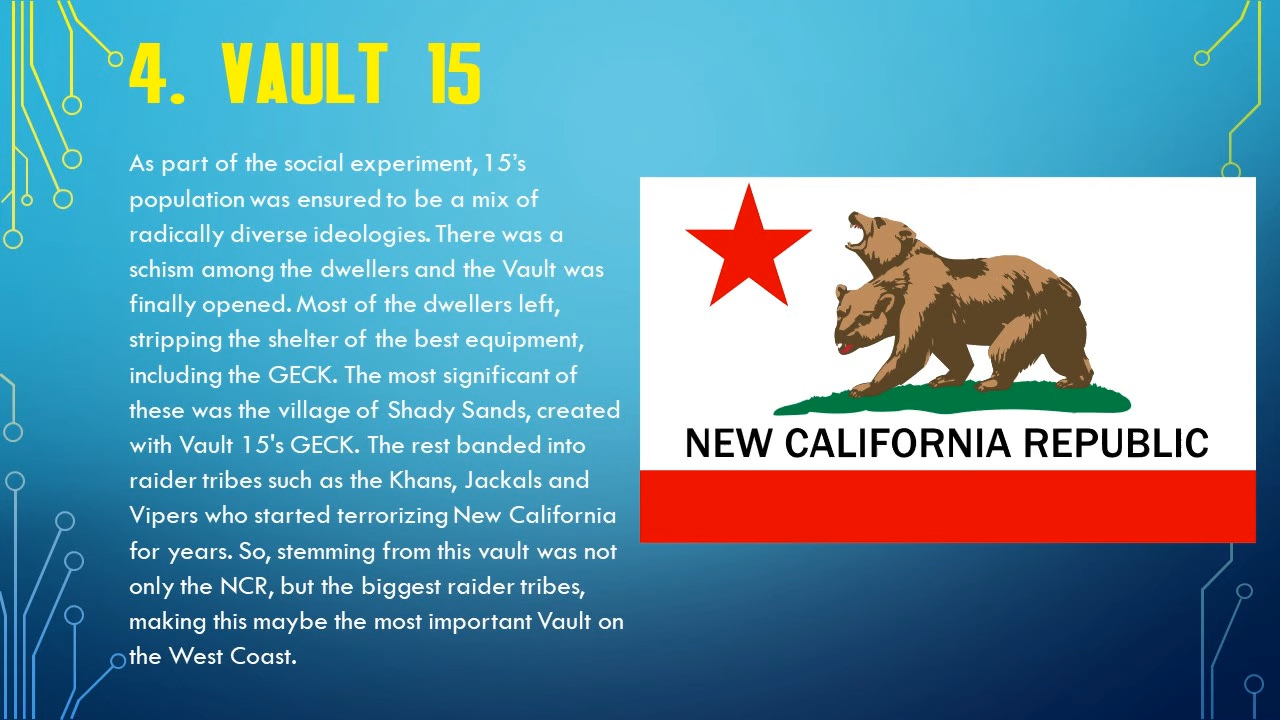 4. VAULT 15
As part of the social experiment, 15’s
population was ensured to be a mix of
radically diverse ideologies. There was a
schism among the dwellers and the Vault was
finally opened. Most of the dwellers left,
stripping the shelter of the best equipment,
including the GECK. The most significant of
these was the village of Shady Sands, created
with Vault 15's GECK. The rest banded into
raider tribes such as the Khans, Jackals and
Vipers who started terrorizing New California
for years. So, stemming from this vault was not
only the NCR, but the biggest raider tribes,
making this maybe the most important Vault on
the West Coast.
NEW CALIFORNIA REPUBLIC